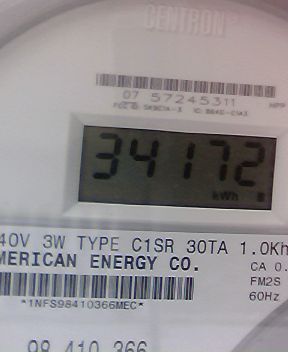 CENTRON
07 57245311
34172
kWh
40V 3W TYPE C1SR 30TA 1.0Kh
MERICAN ENERGY CO.
CA 0.
FM2S
*1NFS98410366MEC*
60Hz
98 410 366